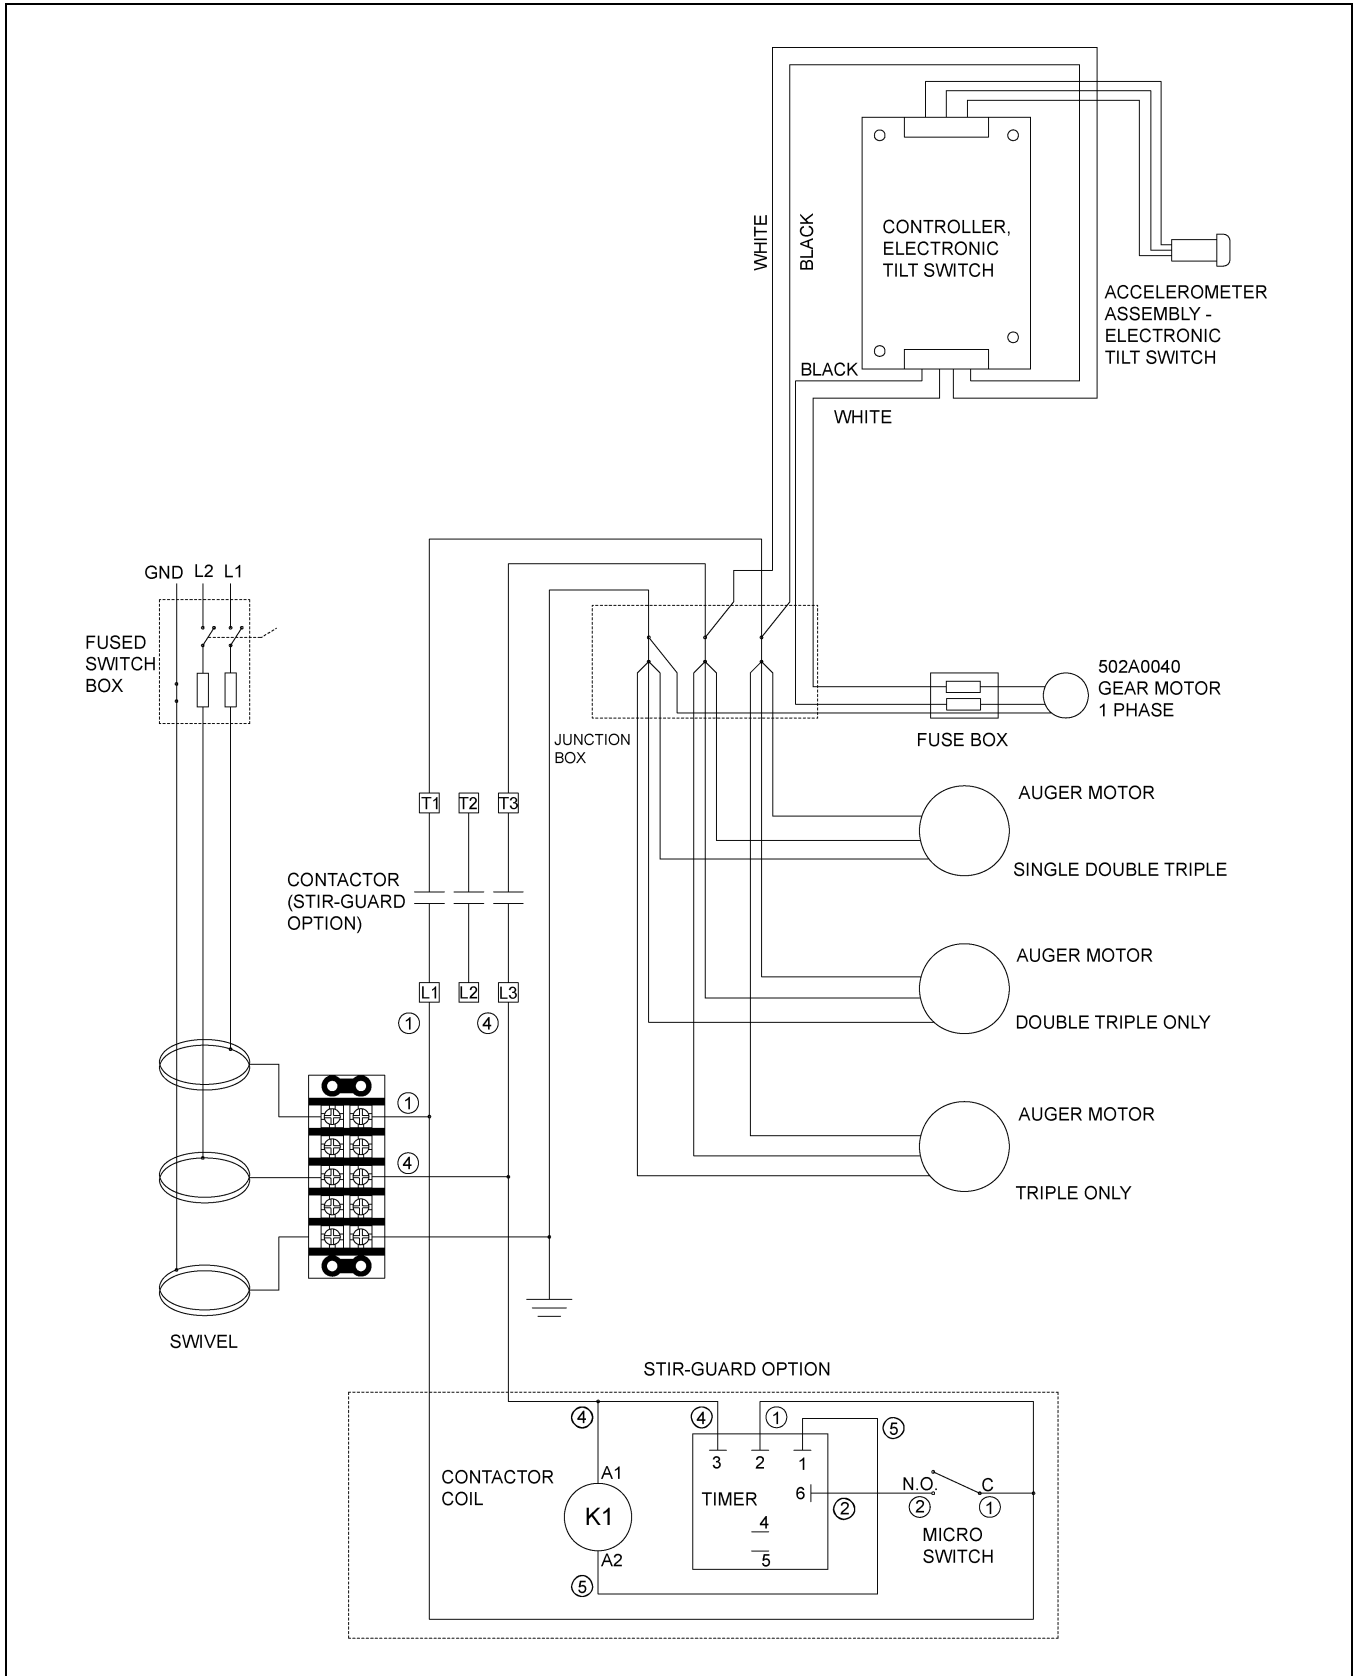 WHITE
BLACK
CONTROLLER,
ELECTRONIC
TILT SWITCH
ACCELEROMETER
ASSEMBLY -
ELECTRONIC
TILT SWITCH
BLACK
WHITE
GND L2 L1
FUSED
SWITCH
BOX
502A0040
GEAR MOTOR
1 PHASE
JUNCTION
BOX
FUSE BOX
T1 T2 T3
AUGER MOTOR
SINGLE DOUBLE TRIPLE
CONTACTOR
(STIR-GUARD
OPTION)
AUGER MOTOR
L1 L2 L3
1 4
DOUBLE TRIPLE ONLY
1
4
AUGER MOTOR
TRIPLE ONLY
SWIVEL
STIR-GUARD OPTION
4 4 1 5
3 2 1
CONTACTOR
COIL
A1
K1
A2
5
TIMER
6
2
4
5
N.O. C
2 1
MICRO
SWITCH